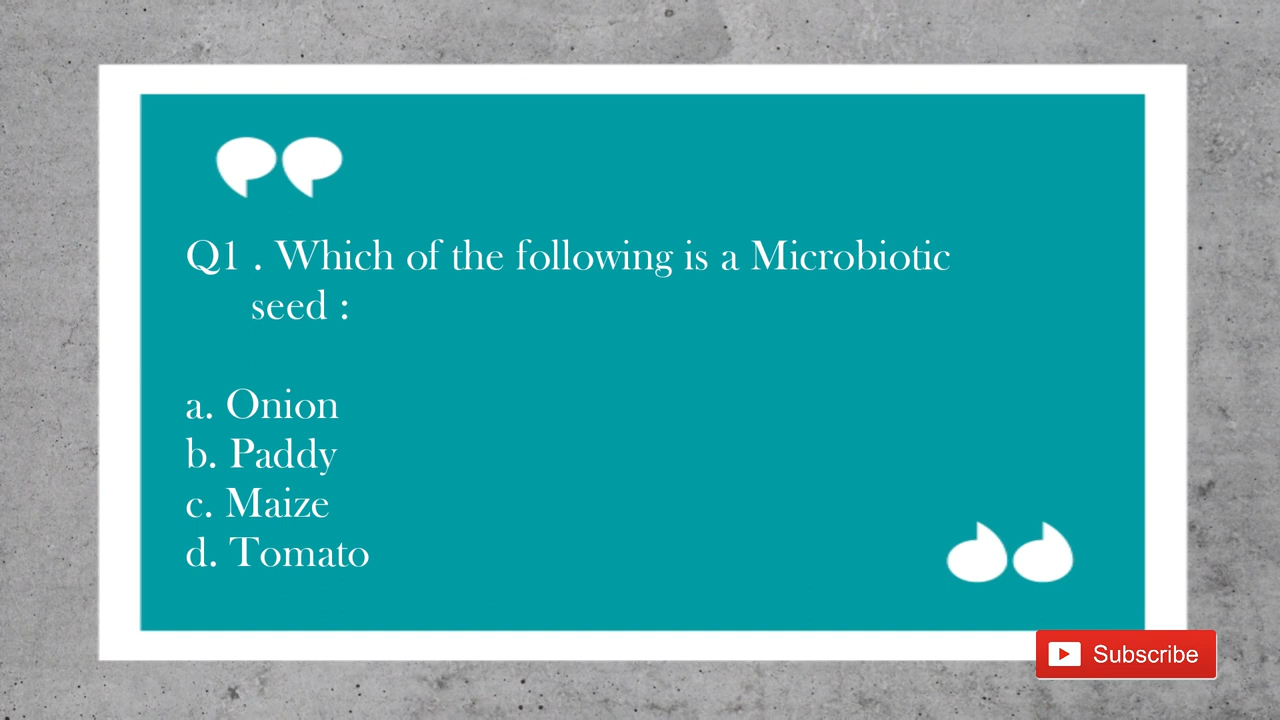 Q1 . Which of the following is a Microbiotic
seed :
a. Onion
b. Paddy
c. Maize
d. Tomato
Subscribe